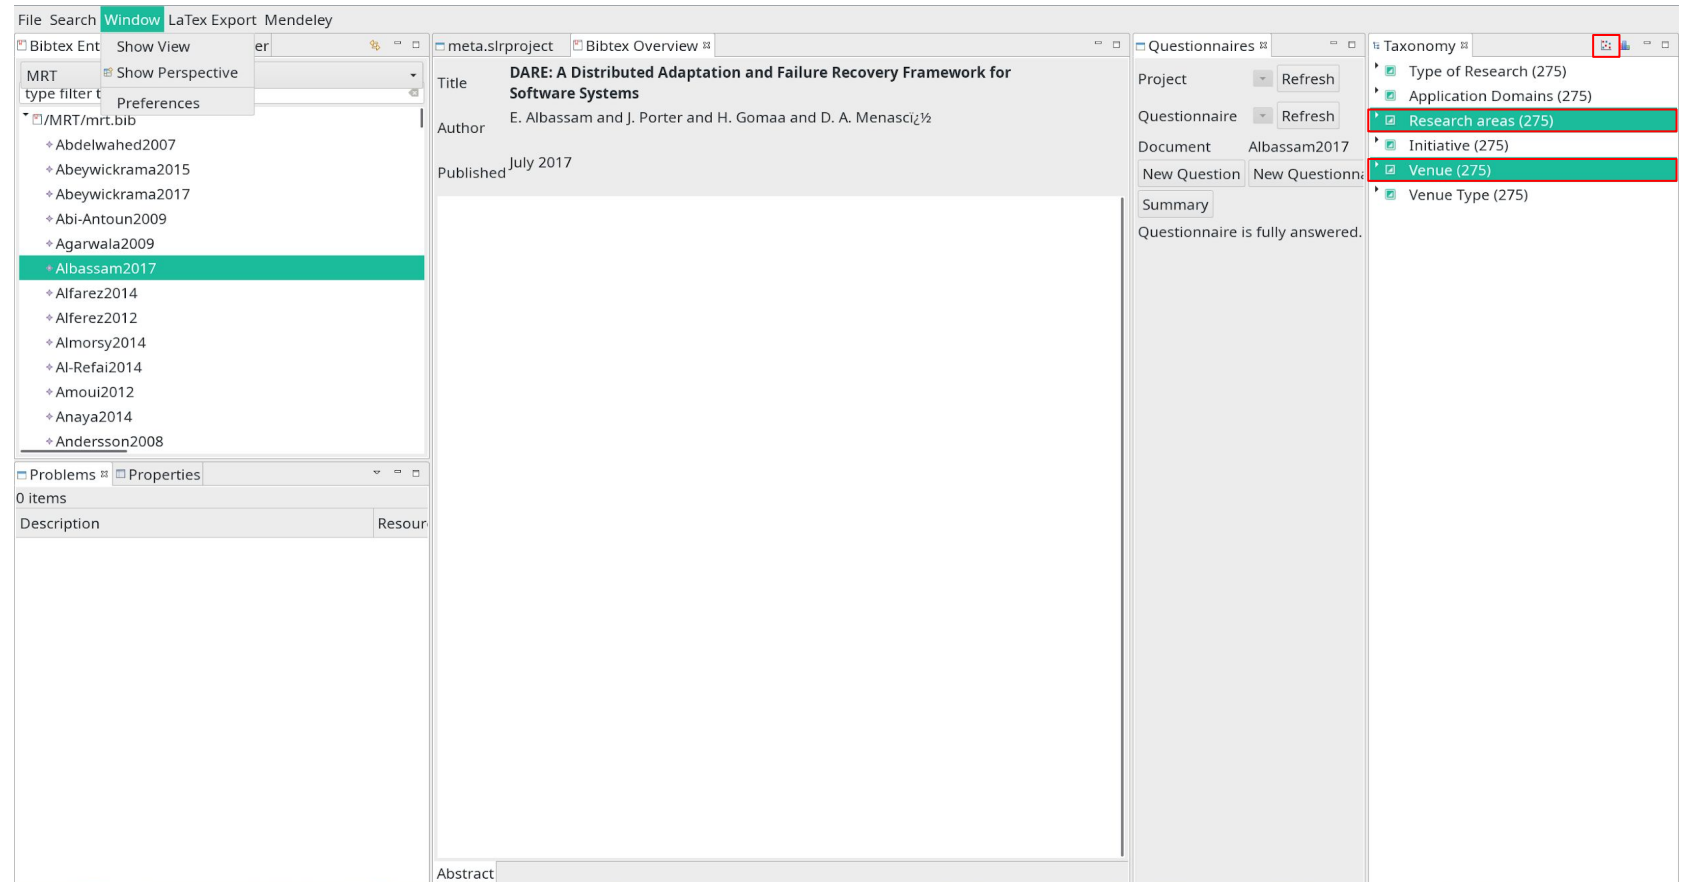 File Search Window LaTex Export Mendeley
Bibtex Ent
er
Show View
Show Perspective
Preferences
MRT
type filter t
/MRT/mrt.bib
Abdelwahed2007
Abeywickrama2015
Abeywickrama2017
Abi-Antoun2009
Agarwala2009
Albassam2017
Alfarez2014
Alferez2012
Almorsy2014
Al-Refai2014
Amoui2012
Anaya2014
Andersson2008
Problems Properties
0 items
Description Resour
meta.slrproject Bibtex Overview
Title DARE: A Distributed Adaptation and Failure Recovery Framework for
Software Systems
Author E. Albassam and J. Porter and H. Gomaa and D. A. Menascï¿½
Published July 2017
Abstract
Questionnaires
Project Refresh
Questionnaire Refresh
Document Albassam2017
New Question New Questionna
Summary
Questionnaire is fully answered.
Taxonomy
Type of Research (275)
Application Domains (275)
Research areas (275)
Initiative (275)
Venue (275)
Venue Type (275)